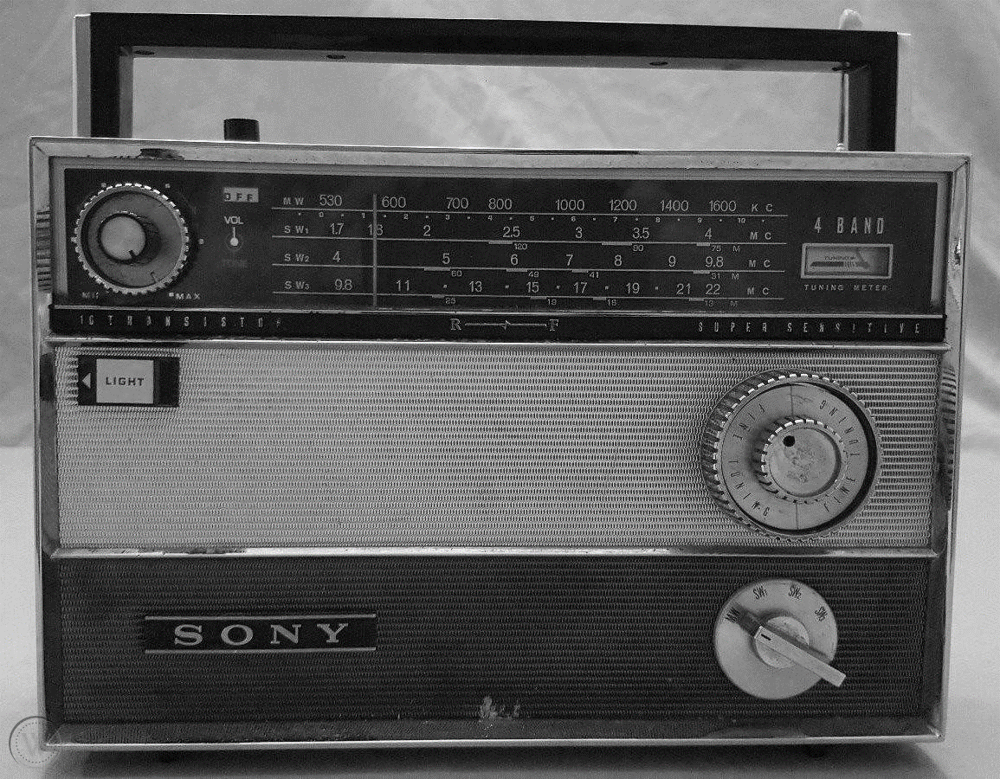 OFF
VOL
TONE
MAX
MW 530 600 700 800 1000 1200 1400 1600 KC
0 1 2 3 4 5 6 7 8 9 10
SW1 1.7 1.8 2 2.5 3 3.5 4 MC
120 90 75 M
SW2 4 5 6 7 8 9 9.8 MC
60 49 41 31 M
SW3 9.8 11 13 15 17 19 21 22 MC
25 19 16 13 M
4 BAND
TUNING
TUNING METER
TRANSISTOR
R F
SUPER SENSITIVE
LIGHT
FINE TUNING
FINE TUNING
MW SW1 SW2 SW3
SONY